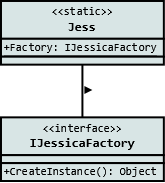 <<static>>
Jess
+Factory: IJessicaFactory
<<interface>>
IJessicaFactory
+CreateInstance(): Object